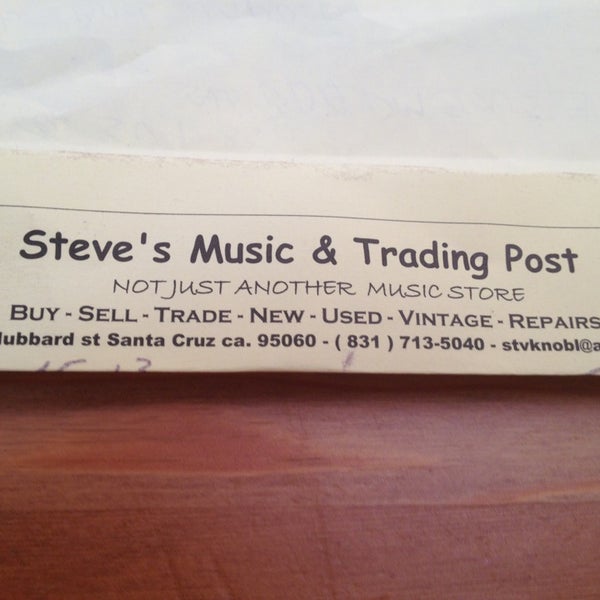 Steve's Music & Trading Post
NOT JUST ANOTHER MUSIC STORE
BUY - SELL - TRADE - NEW - USED - VINTAGE - REPAIRS
ubbard st Santa Cruz ca. 95060 - ( 831 ) 713-5040 - stvknobl@a